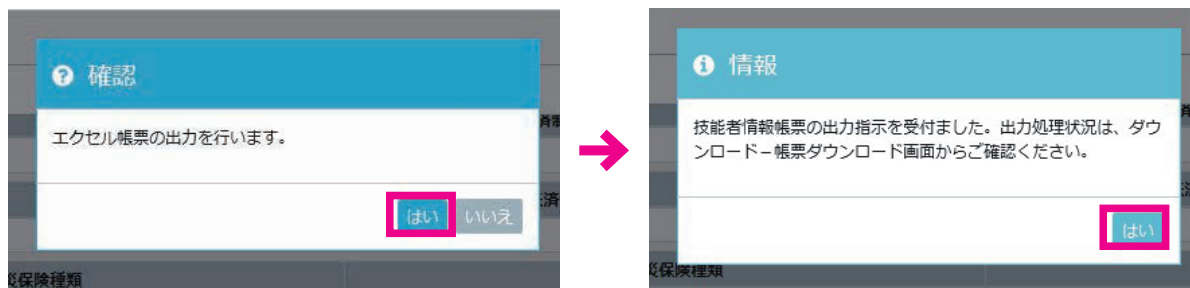 確認
エクセル帳票の出力を行います。
はい
いいえ
災保険種類
情報
技能者情報帳票の出力指示を受付ました。出力処理状況は、ダウ
ンロード－帳票ダウンロード画面からご確認ください。
はい
災保険種類